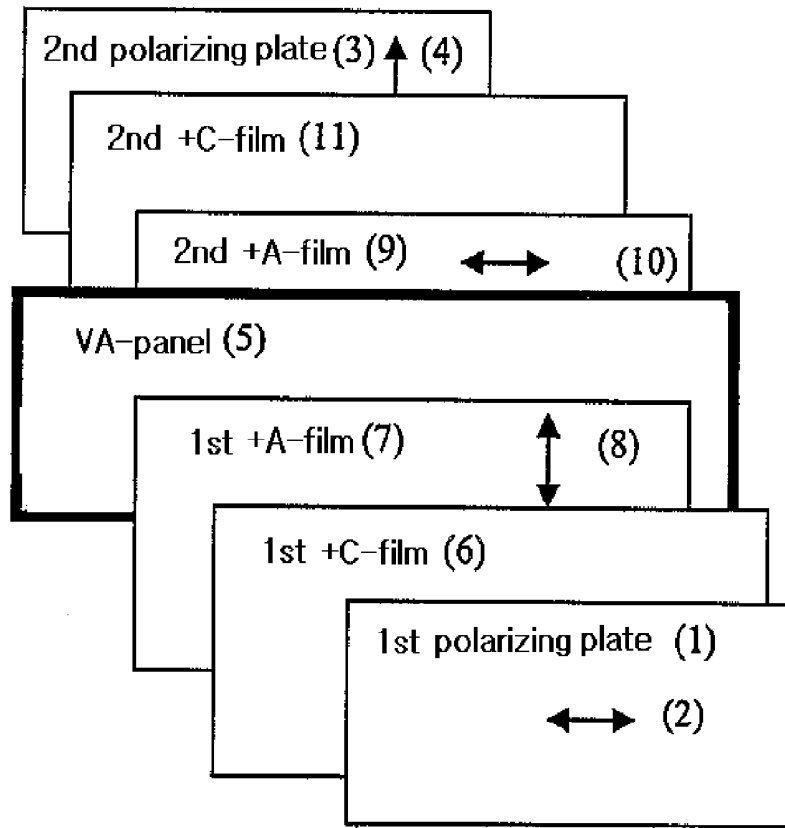 2nd polarizing plate (3) (4)
2nd +C-film (11)
2nd +A-film (9) (10)
VA-panel (5)
1st +A-film (7) (8)
1st +C-film (6)
1st polarizing plate (1)
(2)